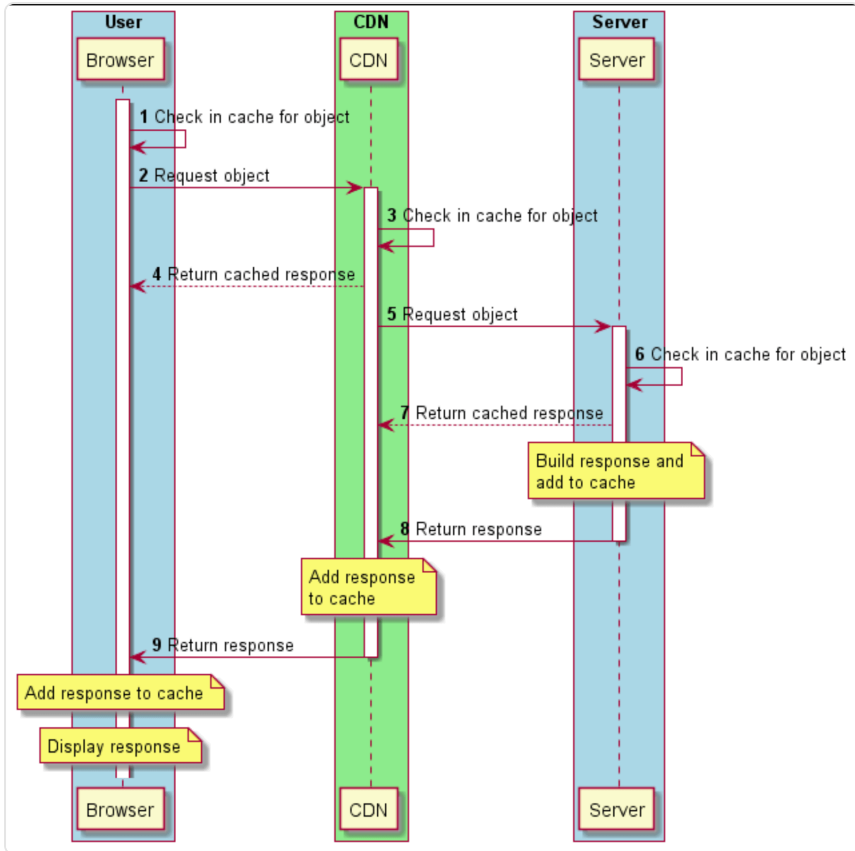 User CDN Server
Browser CDN Server
1 Check in cache for object
2 Request object
3 Check in cache for object
4 Return cached response
5 Request object
6 Check in cache for object
7 Return cached response
Build response and
add to cache
8 Return response
Add response
to cache
9 Return response
Add response to cache
Display response
Browser CDN Server